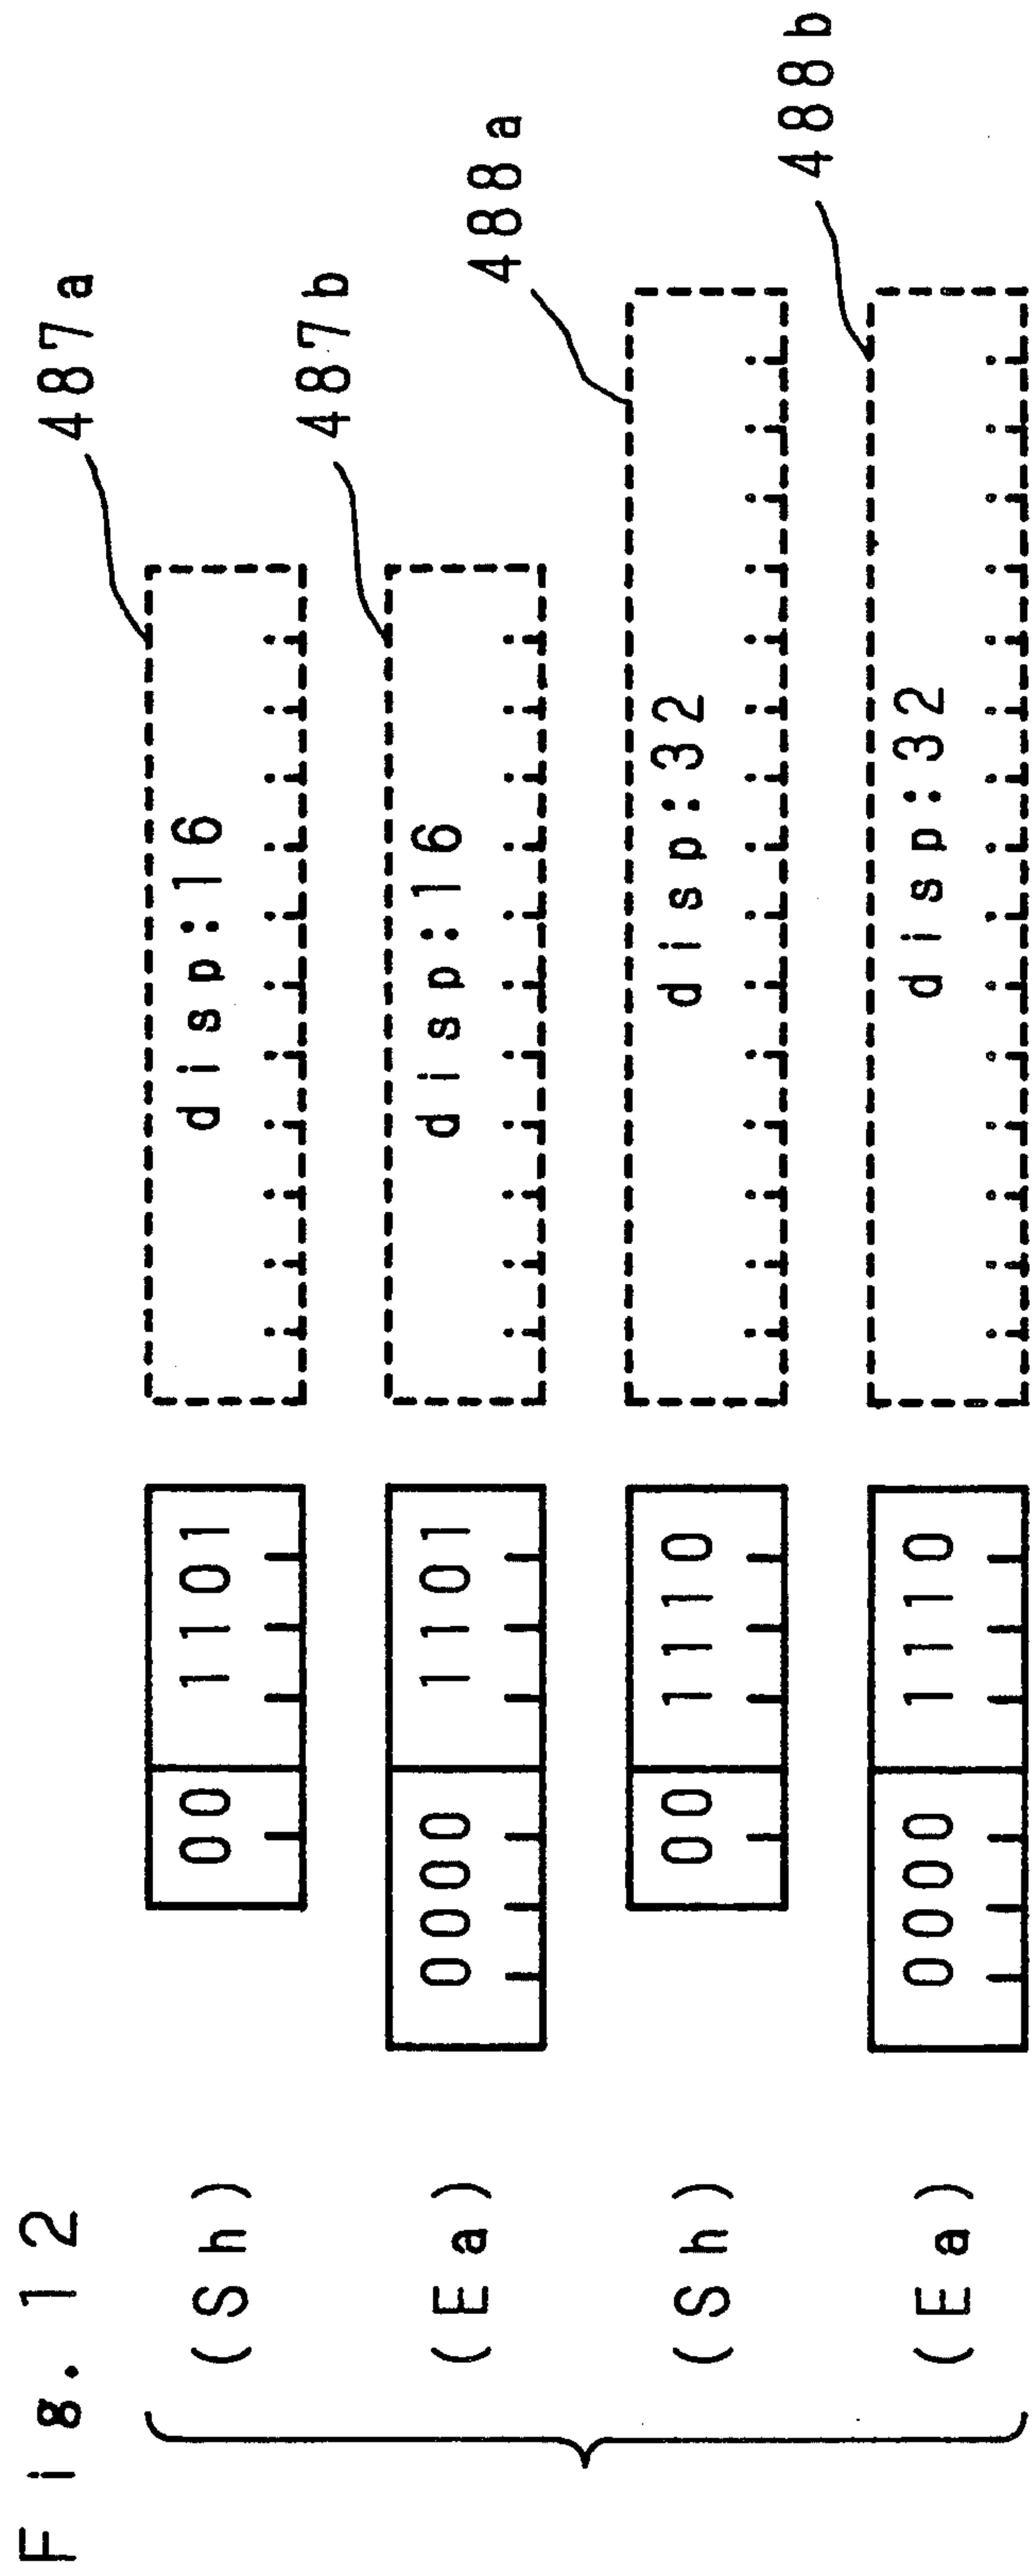 Fig. 12
(Sh) 00 1101 disp:16 487a
(Ea) 0000 1101 disp:16 487b
(Sh) 00 1110 disp:32 488a
(Ea) 0000 1110 disp:32 488b